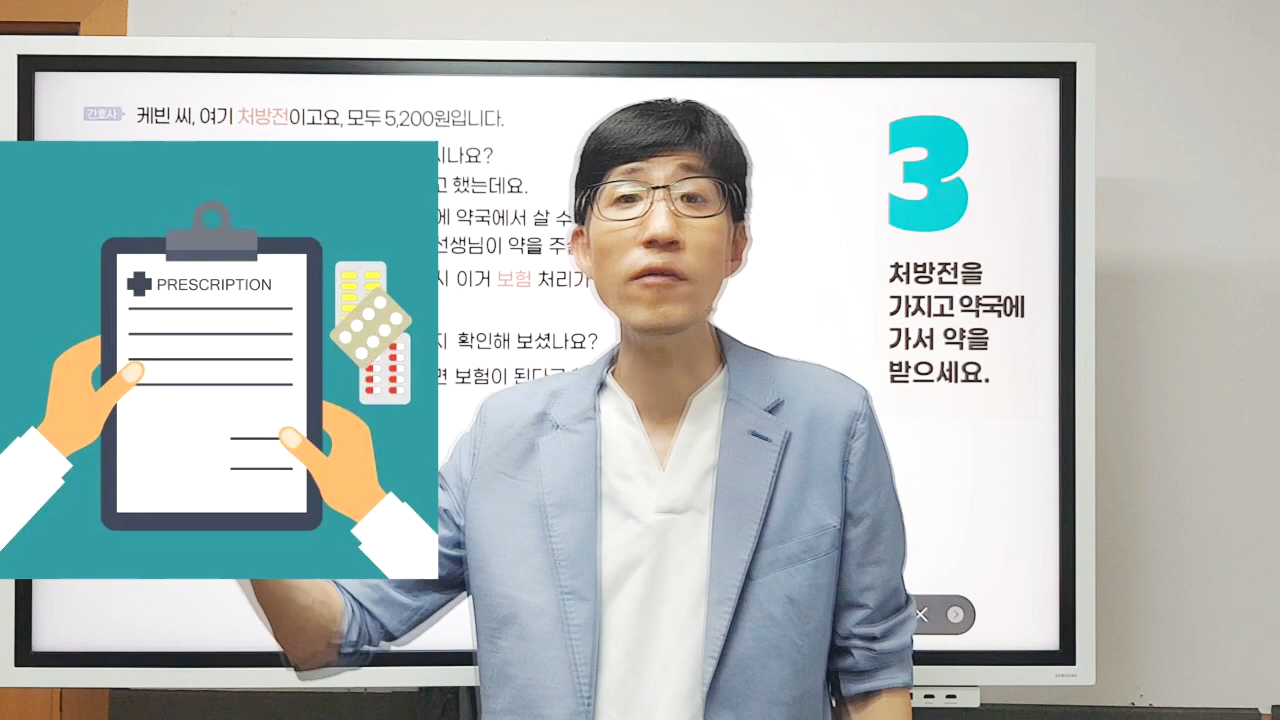 간호사 케빈 씨, 여기 처방전이고요, 모두 5,200원입니다.
시나요?
고 했는데요.
에 약국에서 살 수
선생님이 약을 주
시 이거 보험 처리가
지 확인해 보셨나요?
면 보험이 된다고
PRESCRIPTION
3
처방전을
가지고 약국에
가서 약을
받으세요.
SAMSUNG